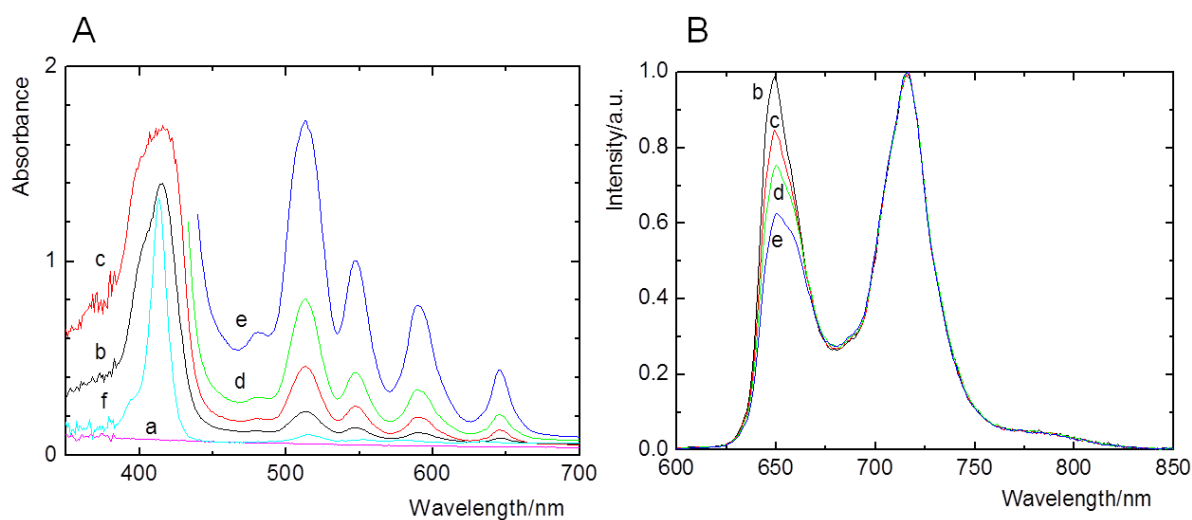 A
Absorbance
2
1
0
400
500
600
700
Wavelength/nm
c
b
f
a
e
d
B
Intensity/a.u.
1.0
0.8
0.6
0.4
0.2
0.0
600
650
700
750
800
850
Wavelength/nm
b
c
d
e